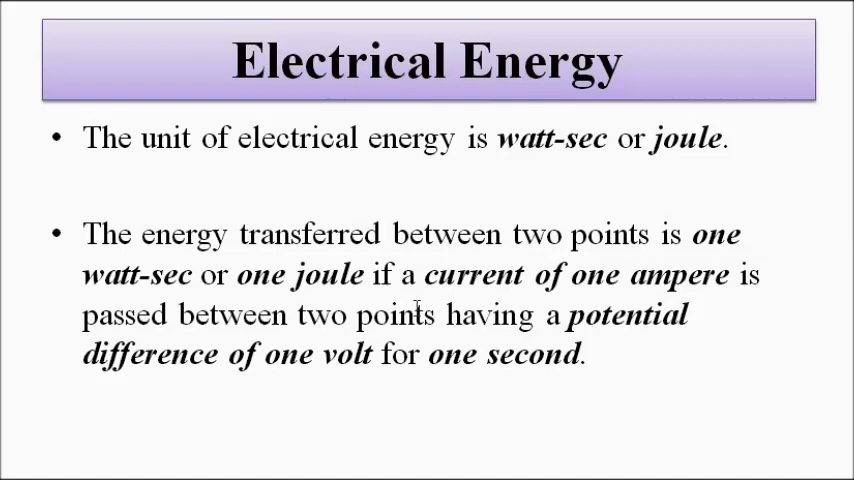 Electrical Energy
• The unit of electrical energy is watt-sec or joule.
• The energy transferred between two points is one
watt-sec or one joule if a current of one ampere is
passed between two points having a potential
difference of one volt for one second.